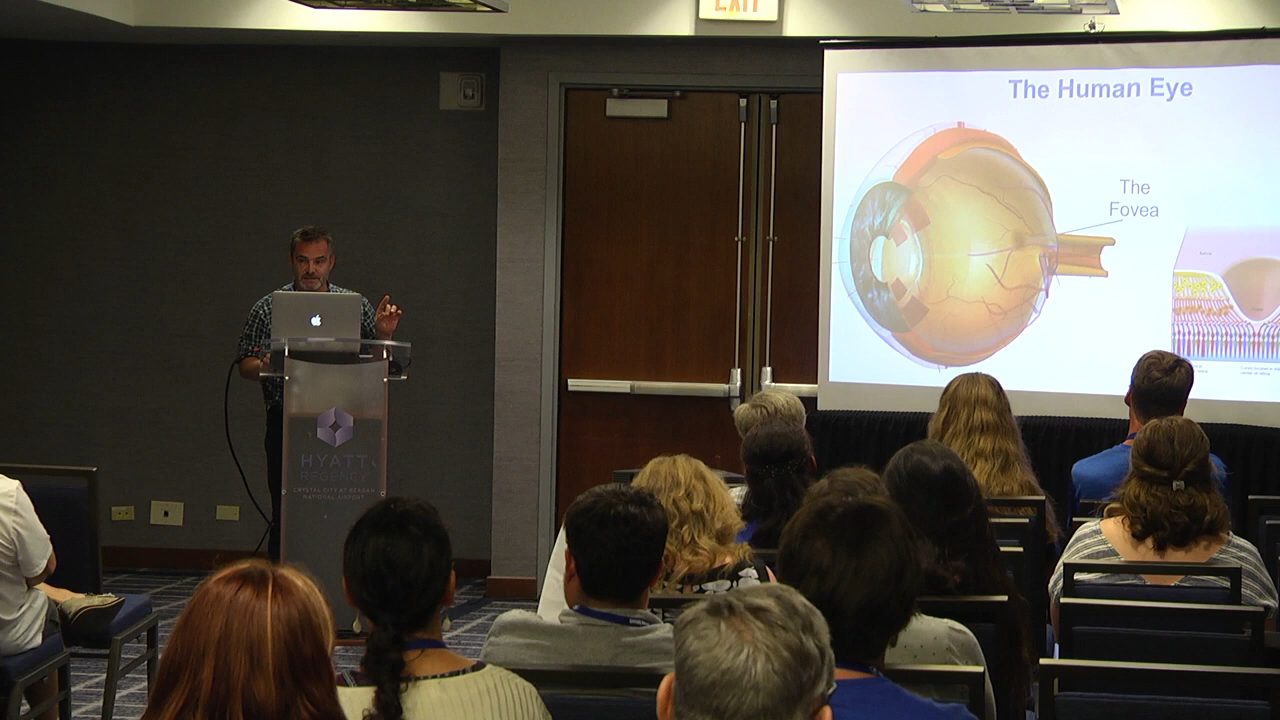 EXIT
The Human Eye
The
Fovea
HYATT
REGENCY
CRYSTAL CITY AT REAGAN
NATIONAL AIRPORT